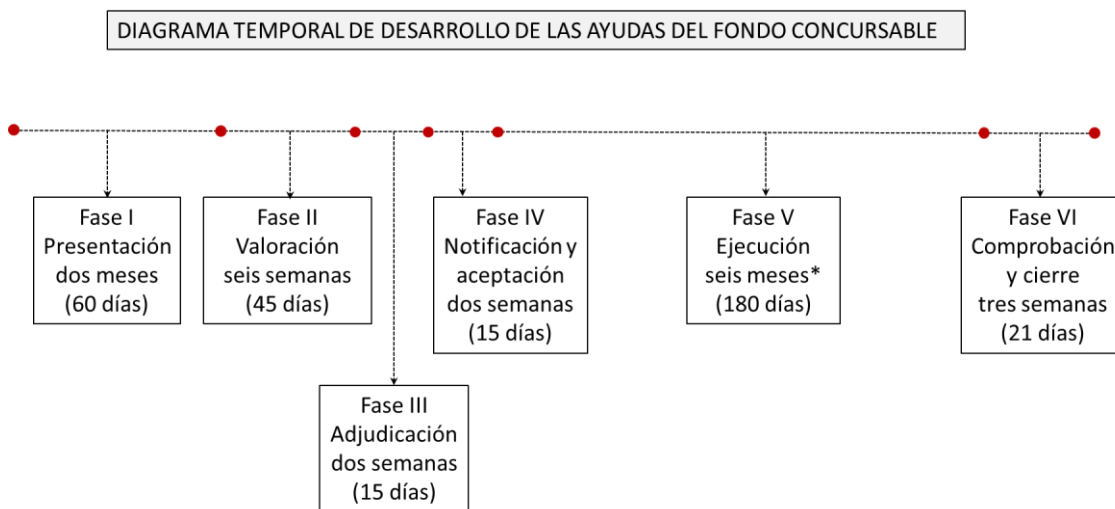 DIAGRAMA TEMPORAL DE DESARROLLO DE LAS AYUDAS DEL FONDO CONCURSABLE
Fase I
Presentación
dos meses
(60 días)
Fase II
Valoración
seis semanas
(45 días)
Fase III
Adjudicación
dos semanas
(15 días)
Fase IV
Notificación y
aceptación
dos semanas
(15 días)
Fase V
Ejecución
seis meses*
(180 días)
Fase VI
Comprobación
y cierre
tres semanas
(21 días)